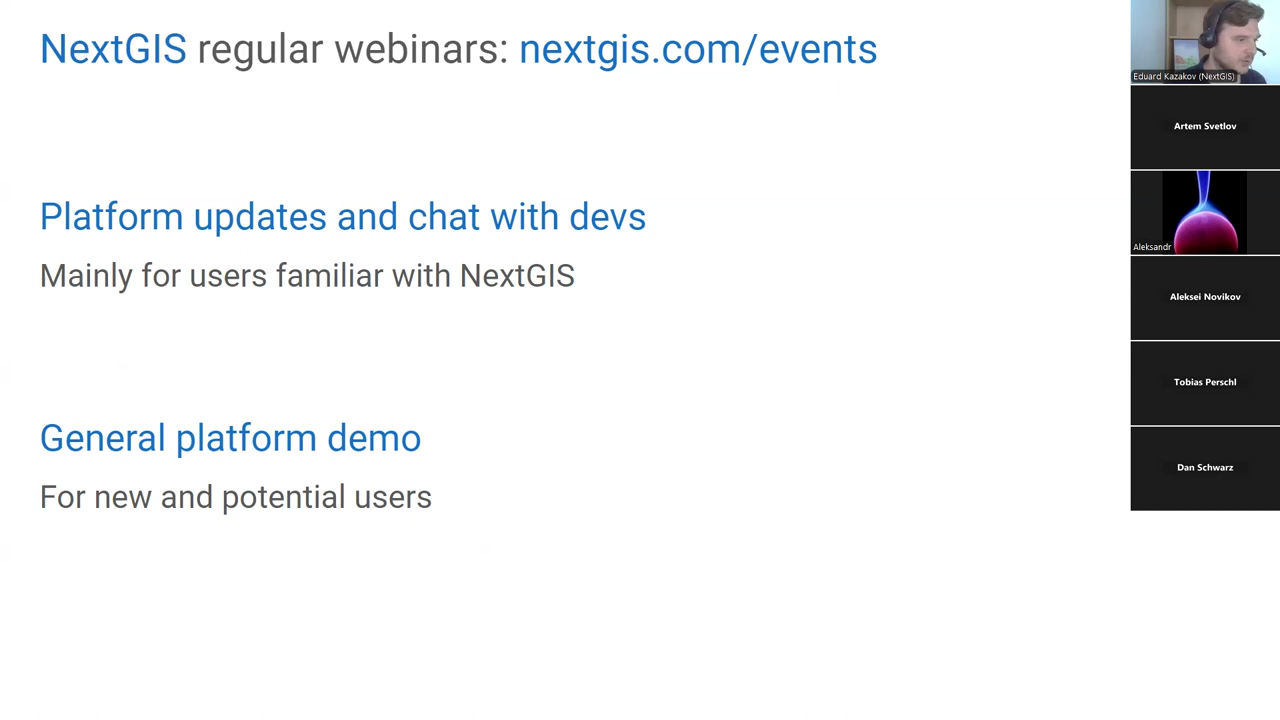 NextGIS regular webinars: nextgis.com/events
Platform updates and chat with devs
Mainly for users familiar with NextGIS
General platform demo
For new and potential users
Eduard Kazakov (NextGIS)
Artem Svetlov
Aleksandr
Aleksei Novikov
Tobias Perschl
Dan Schwarz